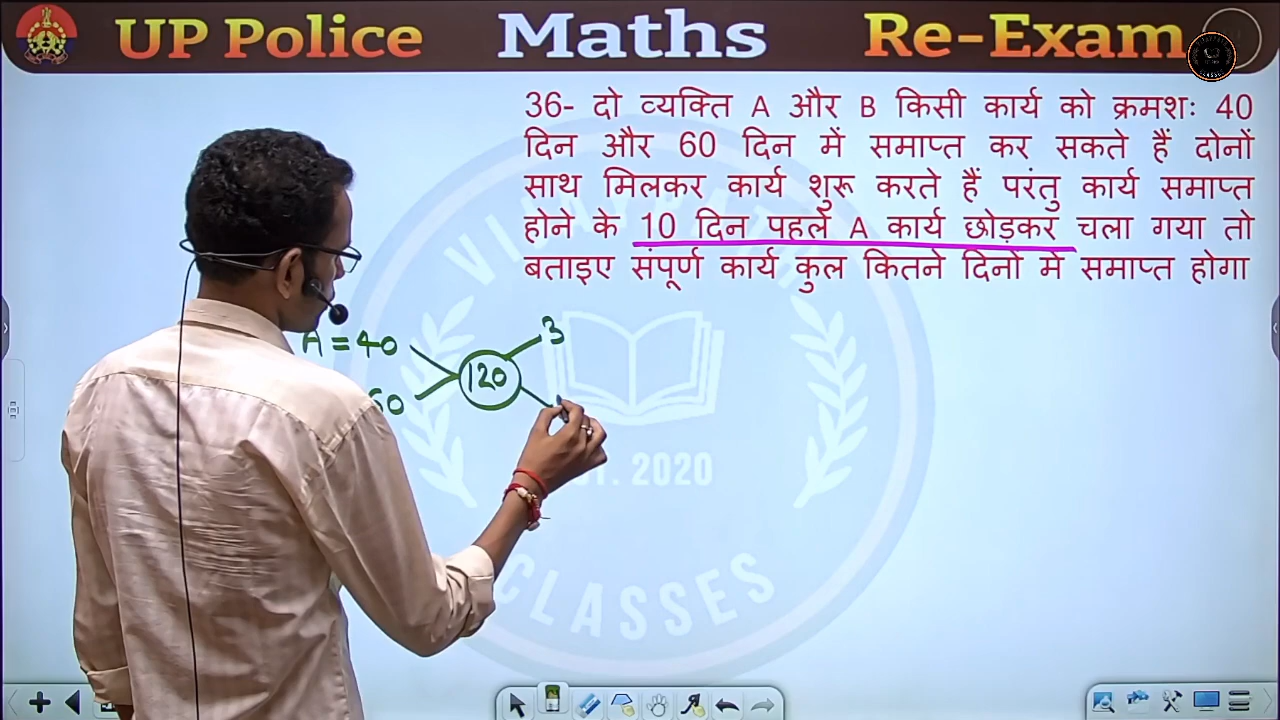 UP Police Maths Re-Exam
36- दो व्यक्ति A और B किसी कार्य को क्रमशः 40
दिन और 60 दिन में समाप्त कर सकते हैं दोनों
साथ मिलकर कार्य शुरू करते हैं परंतु कार्य समाप्त
होने के 10 दिन पहले A कार्य छोड़कर चला गया तो
बताइए संपूर्ण कार्य कुल कितने दिनों में समाप्त होगा
A = 40
120
3
60
2020
CLASSES